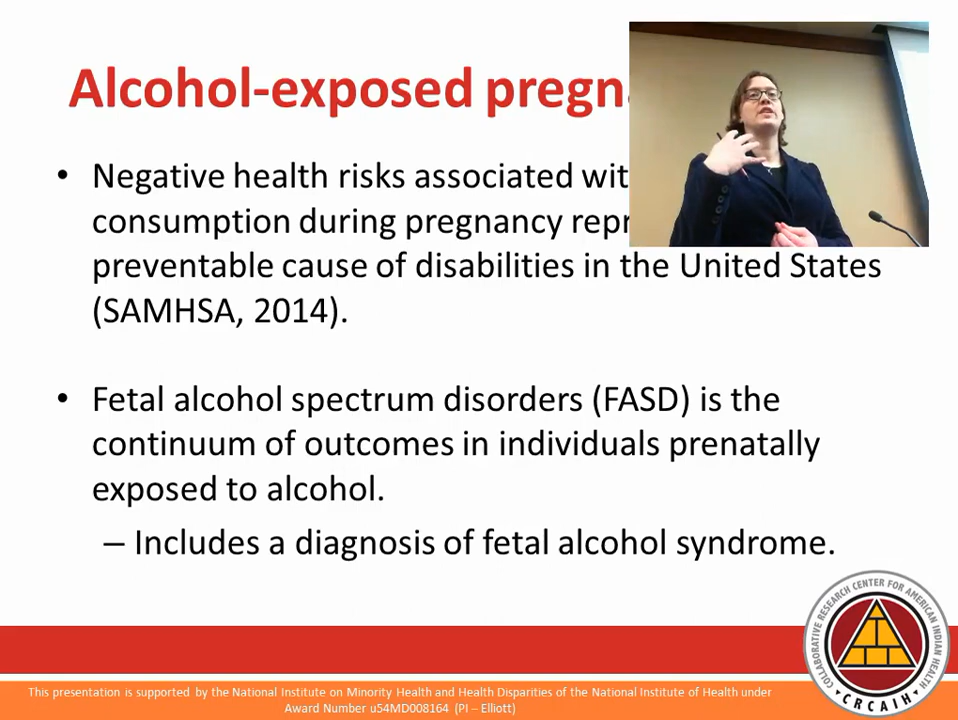 Alcohol-exposed pregn
• Negative health risks associated wit
consumption during pregnancy repr
preventable cause of disabilities in the United States
(SAMHSA, 2014).
• Fetal alcohol spectrum disorders (FASD) is the
continuum of outcomes in individuals prenatally
exposed to alcohol.
– Includes a diagnosis of fetal alcohol syndrome.
COLLABORATIVE RESEARCH CENTER FOR AMERICAN INDIAN HEALTH
• CRCAIH •
This presentation is supported by the National Institute on Minority Health and Health Disparities of the National Institute of Health under
Award Number u54MD008164 (PI – Elliott)